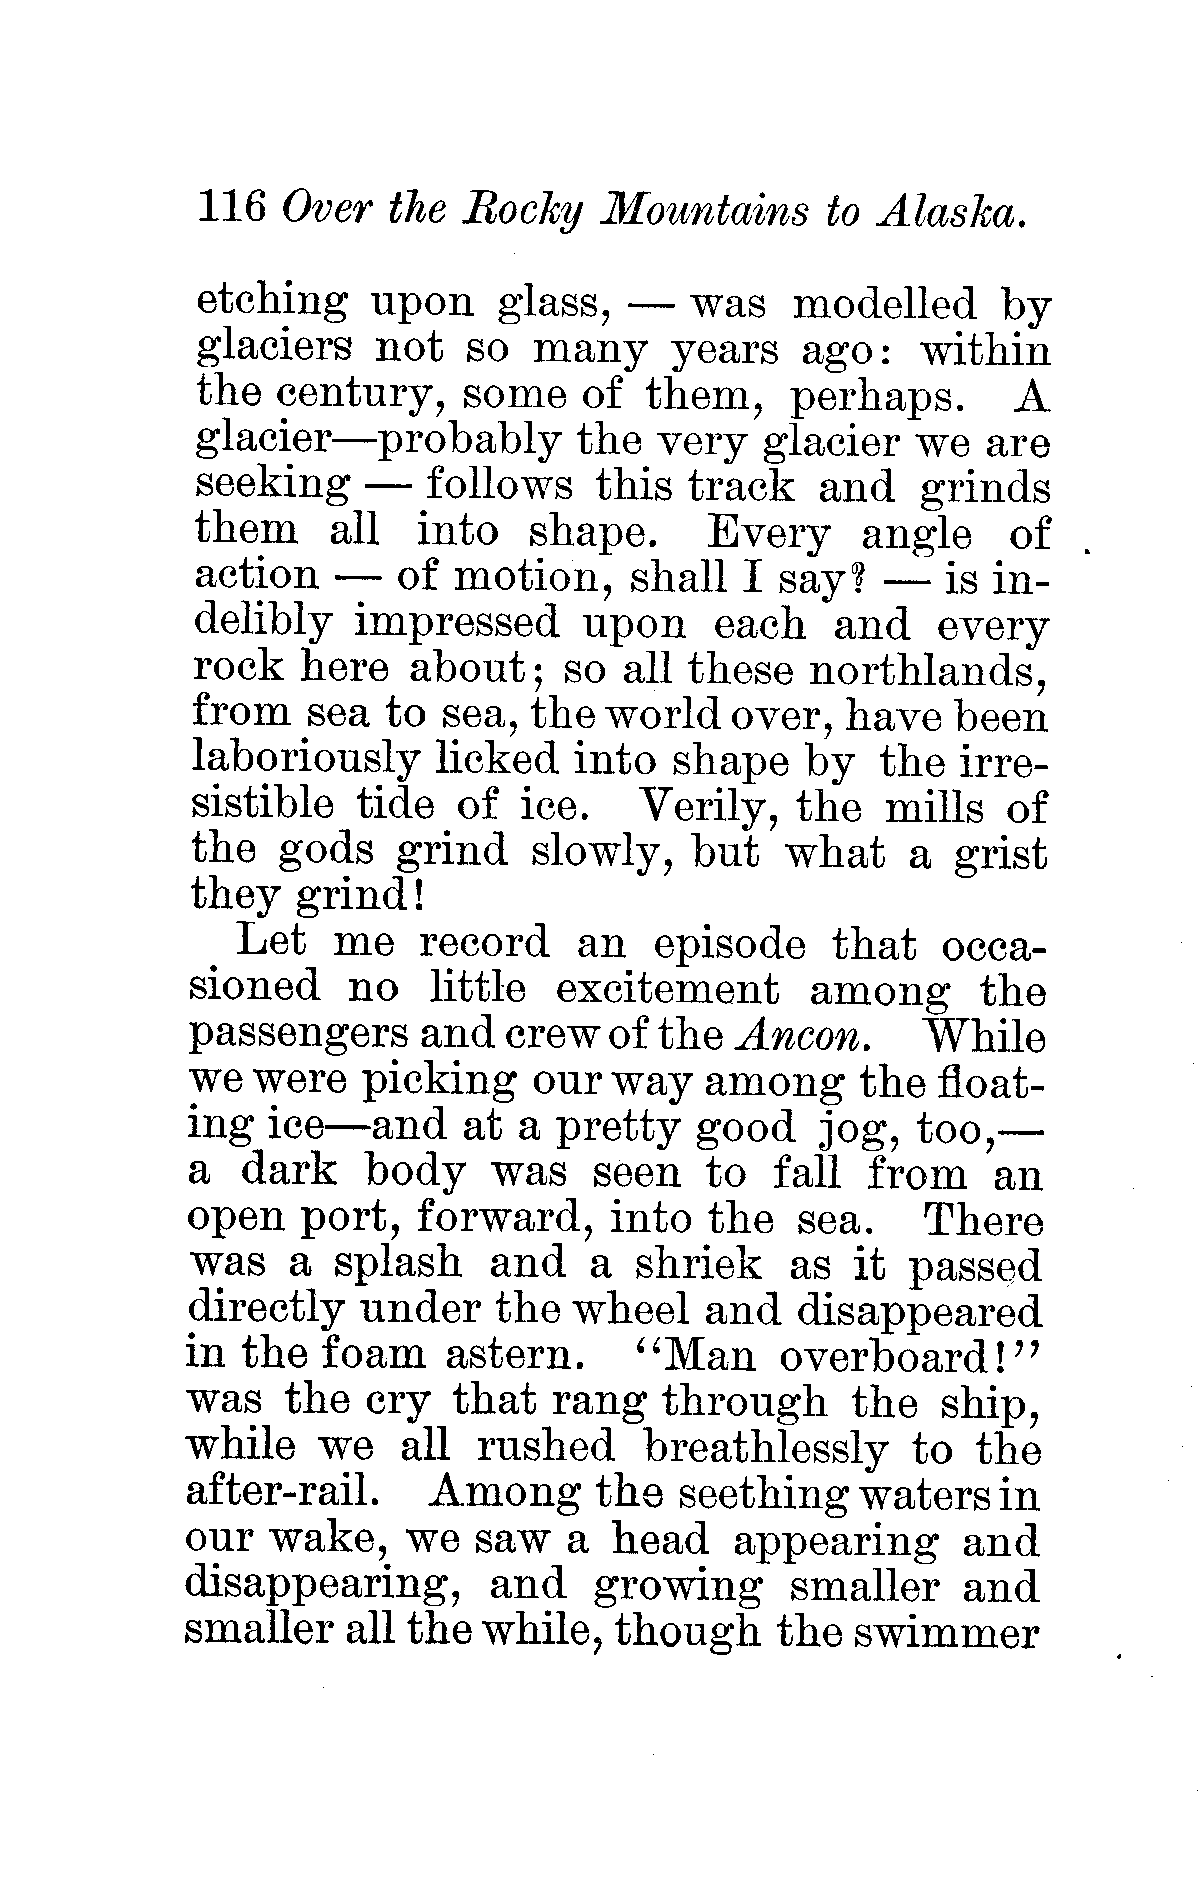 116 Over the Rocky Mountains to Alaska.
etching upon glass, — was modelled by
glaciers not so many years ago: within
the century, some of them, perhaps. A
glacier—probably the very glacier we are
seeking — follows this track and grinds
them all into shape. Every angle of
action — of motion, shall I say? — is in-
delibly impressed upon each and every
rock here about; so all these northlands,
from sea to sea, the world over, have been
laboriously licked into shape by the irre-
sistible tide of ice. Verily, the mills of
the gods grind slowly, but what a grist
they grind!
Let me record an episode that occa-
sioned no little excitement among the
passengers and crew of the Ancon. While
we were picking our way among the float-
ing ice—and at a pretty good jog, too,—
a dark body was seen to fall from an
open port, forward, into the sea. There
was a splash and a shriek as it passed
directly under the wheel and disappeared
in the foam astern. "Man overboard!"
was the cry that rang through the ship,
while we all rushed breathlessly to the
after-rail. Among the seething waters in
our wake, we saw a head appearing and
disappearing, and growing smaller and
smaller all the while, though the swimmer